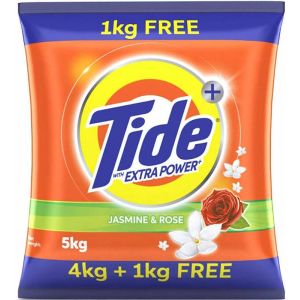 1kg FREE
Tide +
WITH EXTRA POWER+
JASMINE & ROSE
5kg
4kg + 1kg FREE